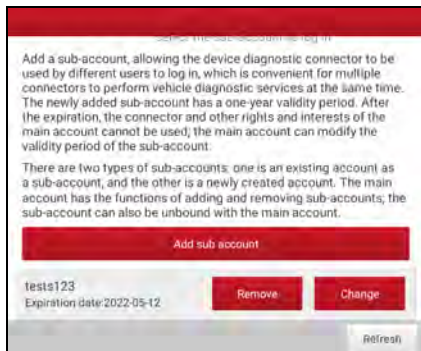 Add a sub-account, allowing the device diagnostic connector to be
used by different users to log in, which is convenient for multiple
connectors to perform vehicle diagnostic services at the same time.
The newly added sub-account has a one-year validity period. After
the expiration, the connector and other rights and interests of the
main account cannot be used; the main account can modify the
validity period of the sub-account.
There are two types of sub-accounts: one is an existing account as
a sub-account, and the other is a newly created account. The main
account has the functions of adding and removing sub-accounts; the
sub-account can also be unbound with the main account.
Add sub account
tests123
Expiration date:2022-05-12
Remove
Change
Refresh